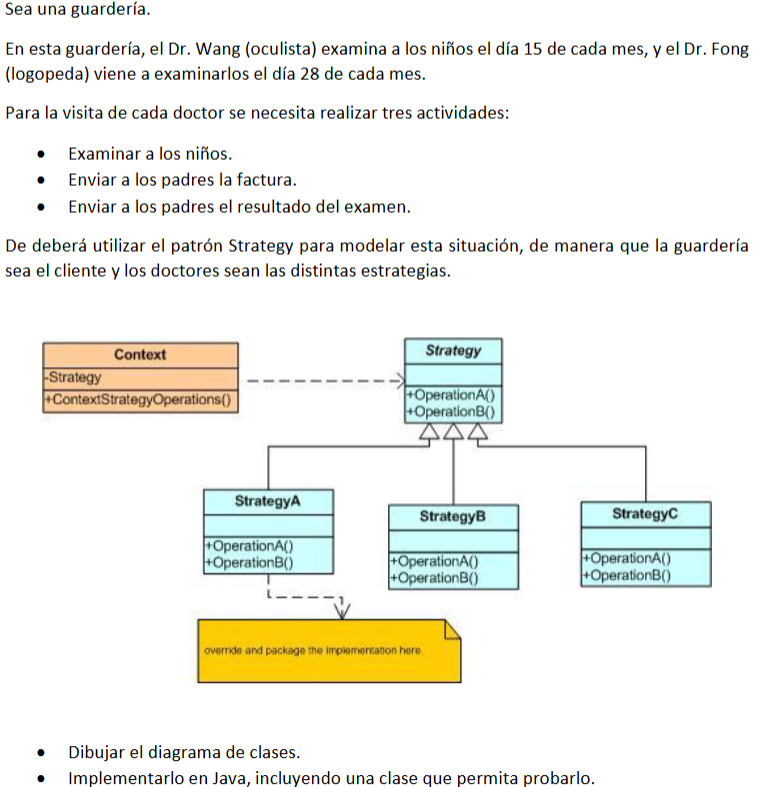 Sea una guardería.
En esta guardería, el Dr. Wang (oculista) examina a los niños el día 15 de cada mes, y el Dr. Fong
(logopeda) viene a examinarlos el día 28 de cada mes.
Para la visita de cada doctor se necesita realizar tres actividades:
• Examinar a los niños.
• Enviar a los padres la factura.
• Enviar a los padres el resultado del examen.
De deberá utilizar el patrón Strategy para modelar esta situación, de manera que la guardería
sea el cliente y los doctores sean las distintas estrategias.
Context
-Strategy
+ContextStrategyOperations()
Strategy
+OperationA()
+OperationB()
StrategyA
+OperationA()
+OperationB()
StrategyB
+OperationA()
+OperationB()
StrategyC
+OperationA()
+OperationB()
override and package the implementation here.
• Dibujar el diagrama de clases.
• Implementarlo en Java, incluyendo una clase que permita probarlo.